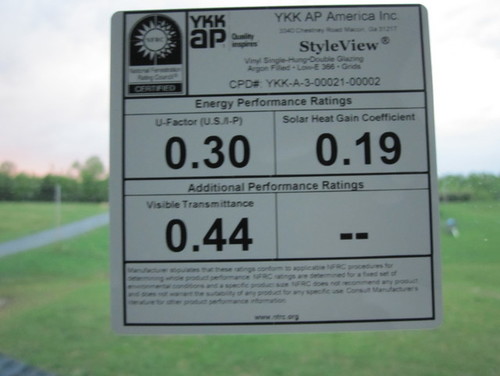 YKK AP America Inc.
YKK
ap
Quality
inspires
StyleView®
NFRC
National Fenestration
Rating Council
CERTIFIED
Vinyl Single-Hung•Double Glazing
Argon Filled • Low-E 366 • Grids
CPD#: YKK-A-3-00021-00002
Energy Performance Ratings
U-Factor (U.S./I-P)
Solar Heat Gain Coefficient
0.30
0.19
Additional Performance Ratings
Visible Transmittance
0.44
--
Manufacturer stipulates that these ratings conform to applicable NFRC procedures for
determining whole product performance. NFRC ratings are determined for a fixed set of
environmental conditions and a specific product size. NFRC does not recommend any product
and does not warrant the suitability of any product for any specific use. Consult Manufacturer's
literature for other product performance information.
www.nfrc.org